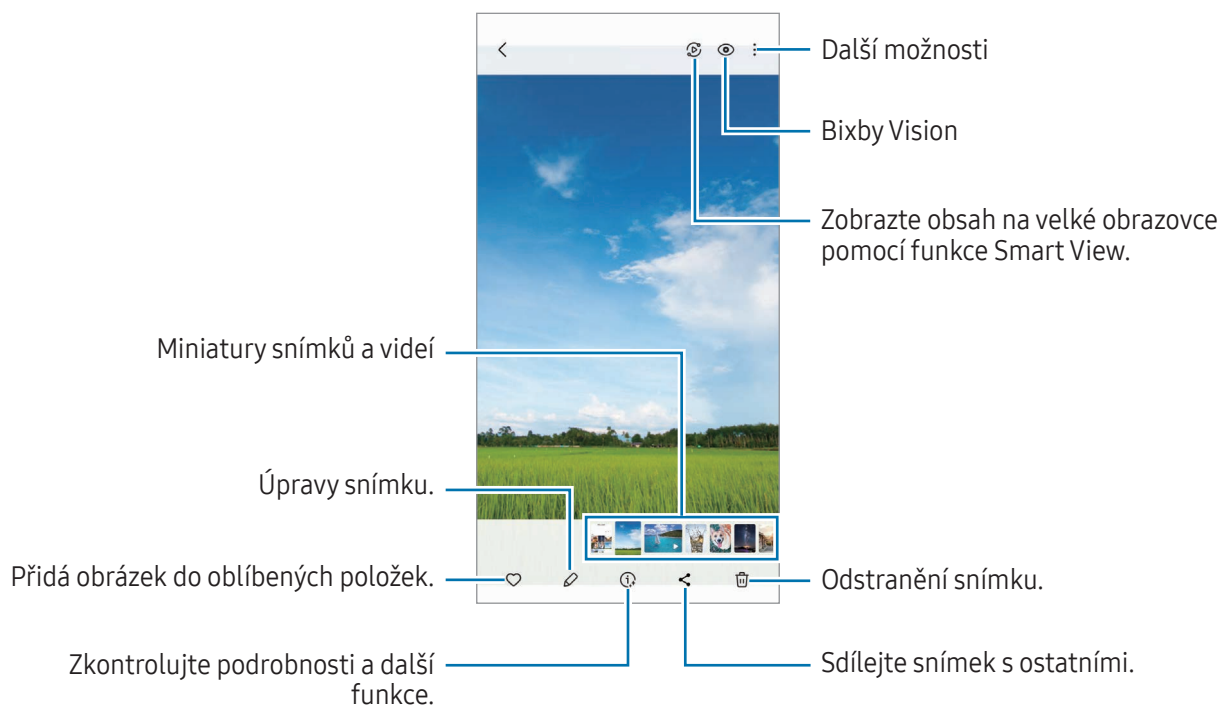 Další možnosti
Bixby Vision
Zobrazte obsah na velké obrazovce
pomocí funkce Smart View.
Miniatury snímků a videí
Úpravy snímku.
Přidá obrázek do oblíbených položek.
Odstranění snímku.
Zkontrolujte podrobnosti a další
funkce.
Sdílejte snímek s ostatními.